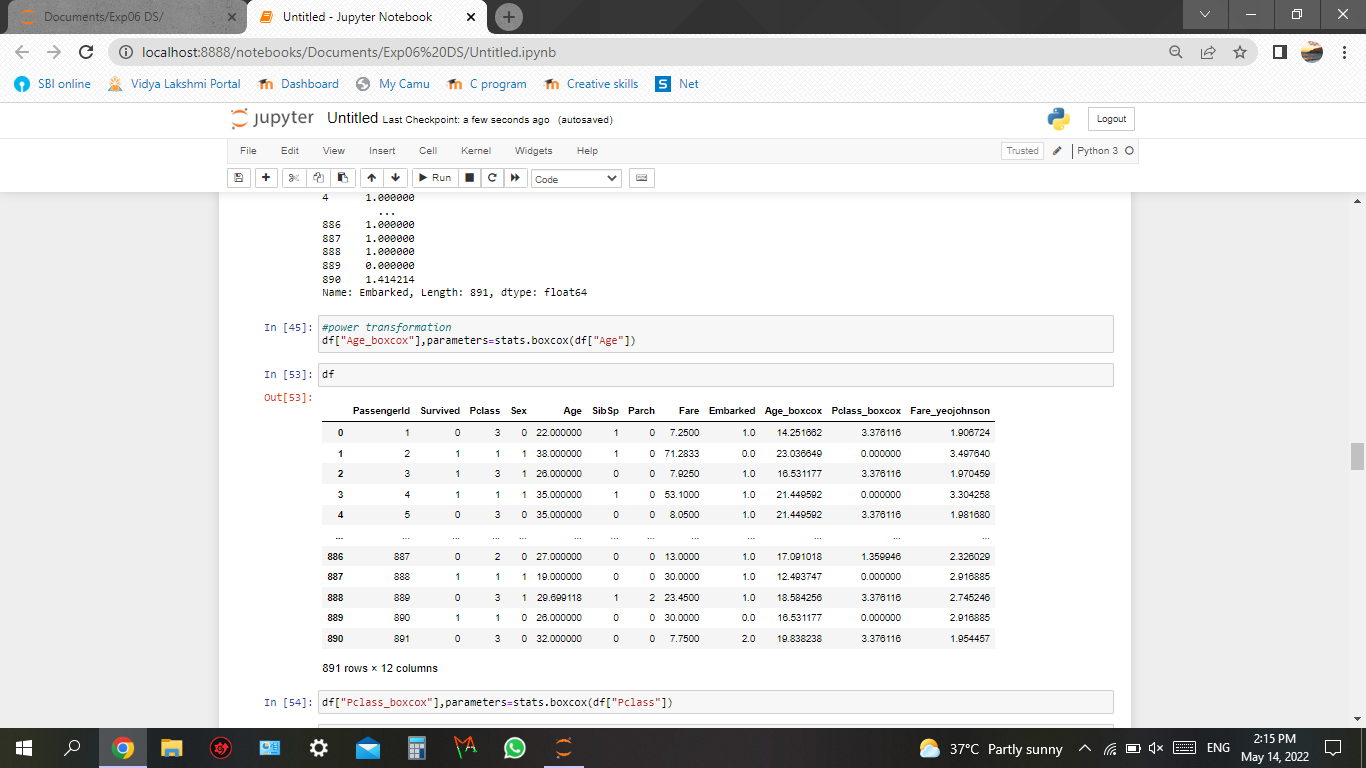 Documents/Exp06 DS/
Untitled - Jupyter Notebook
localhost:8888/notebooks/Documents/Exp06%20DS/Untitled.ipynb
SBI online Vidya Lakshmi Portal Dashboard My Camu C program Creative skills S Net
jupyter Untitled Last Checkpoint: a few seconds ago (autosaved) Logout
File Edit View Insert Cell Kernel Widgets Help Trusted Python 3
Run Code
4 1.000000
...
886 1.000000
887 1.000000
888 1.000000
889 0.000000
890 1.414214
Name: Embarked, Length: 891, dtype: float64
In [45]: #power transformation
df["Age_boxcox"],parameters=stats.boxcox(df["Age"])
In [53]: df
Out[53]:
PassengerId Survived Pclass Sex Age SibSp Parch Fare Embarked Age_boxcox Pclass_boxcox Fare_yeojohnson
0 1 0 3 0 22.000000 1 0 7.2500 1.0 14.251662 3.376116 1.906724
1 2 1 1 1 38.000000 1 0 71.2833 0.0 23.036649 0.000000 3.497640
2 3 1 3 1 26.000000 0 0 7.9250 1.0 16.531177 3.376116 1.970459
3 4 1 1 1 35.000000 1 0 53.1000 1.0 21.449592 0.000000 3.304258
4 5 0 3 0 35.000000 0 0 8.0500 1.0 21.449592 3.376116 1.981680
... ... ... ... ... ... ... ... ... ... ... ... ...
886 887 0 2 0 27.000000 0 0 13.0000 1.0 17.091018 1.359946 2.326029
887 888 1 1 1 19.000000 0 0 30.0000 1.0 12.493747 0.000000 2.916885
888 889 0 3 1 29.699118 1 2 23.4500 1.0 18.584256 3.376116 2.745246
889 890 1 1 0 26.000000 0 0 30.0000 0.0 16.531177 0.000000 2.916885
890 891 0 3 0 32.000000 0 0 7.7500 2.0 19.838238 3.376116 1.954457
891 rows × 12 columns
In [54]: df["Pclass_boxcox"],parameters=stats.boxcox(df["Pclass"])
37°C Partly sunny ENG 2:15 PM
May 14, 2022